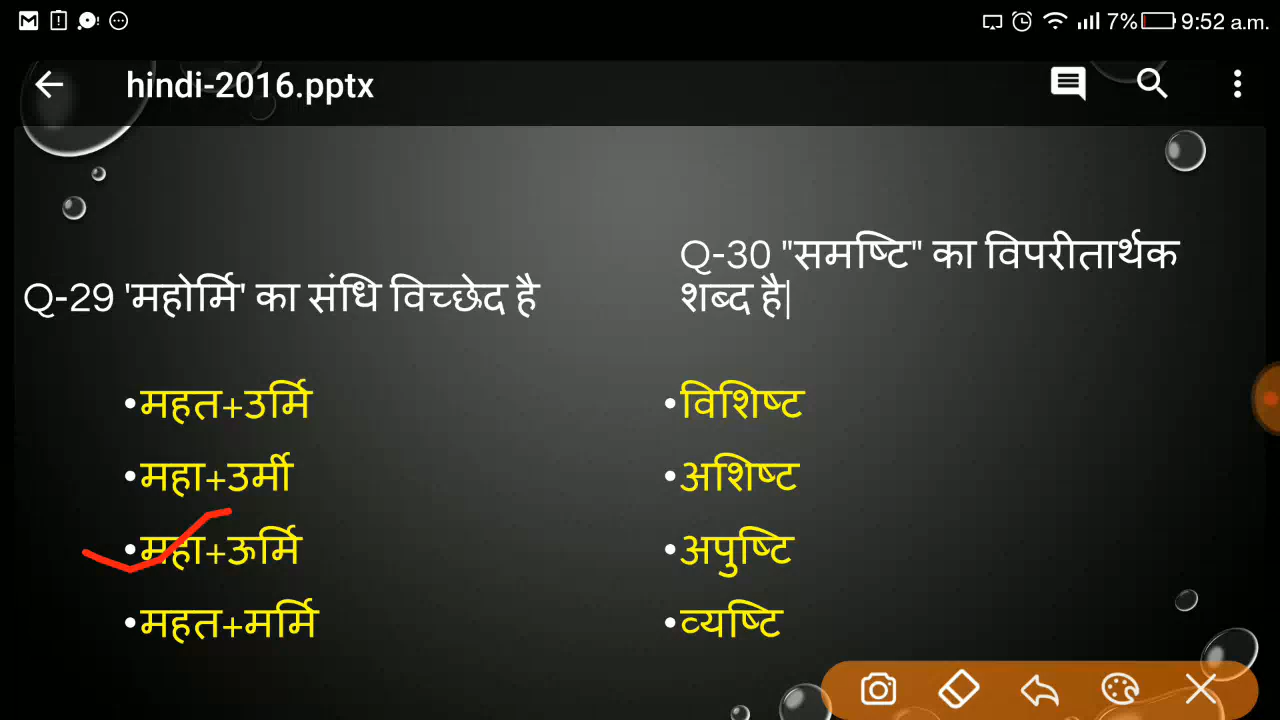 7% 9:52 a.m.
hindi-2016.pptx
Q-29 'महोर्मि' का संधि विच्छेद है
•महत+उर्मि
•महा+उर्मी
•महा+ऊर्मि
•महत+मर्मि
Q-30 "समष्टि" का विपरीतार्थक
शब्द है|
•विशिष्ट
•अशिष्ट
•अपुष्टि
•व्यष्टि